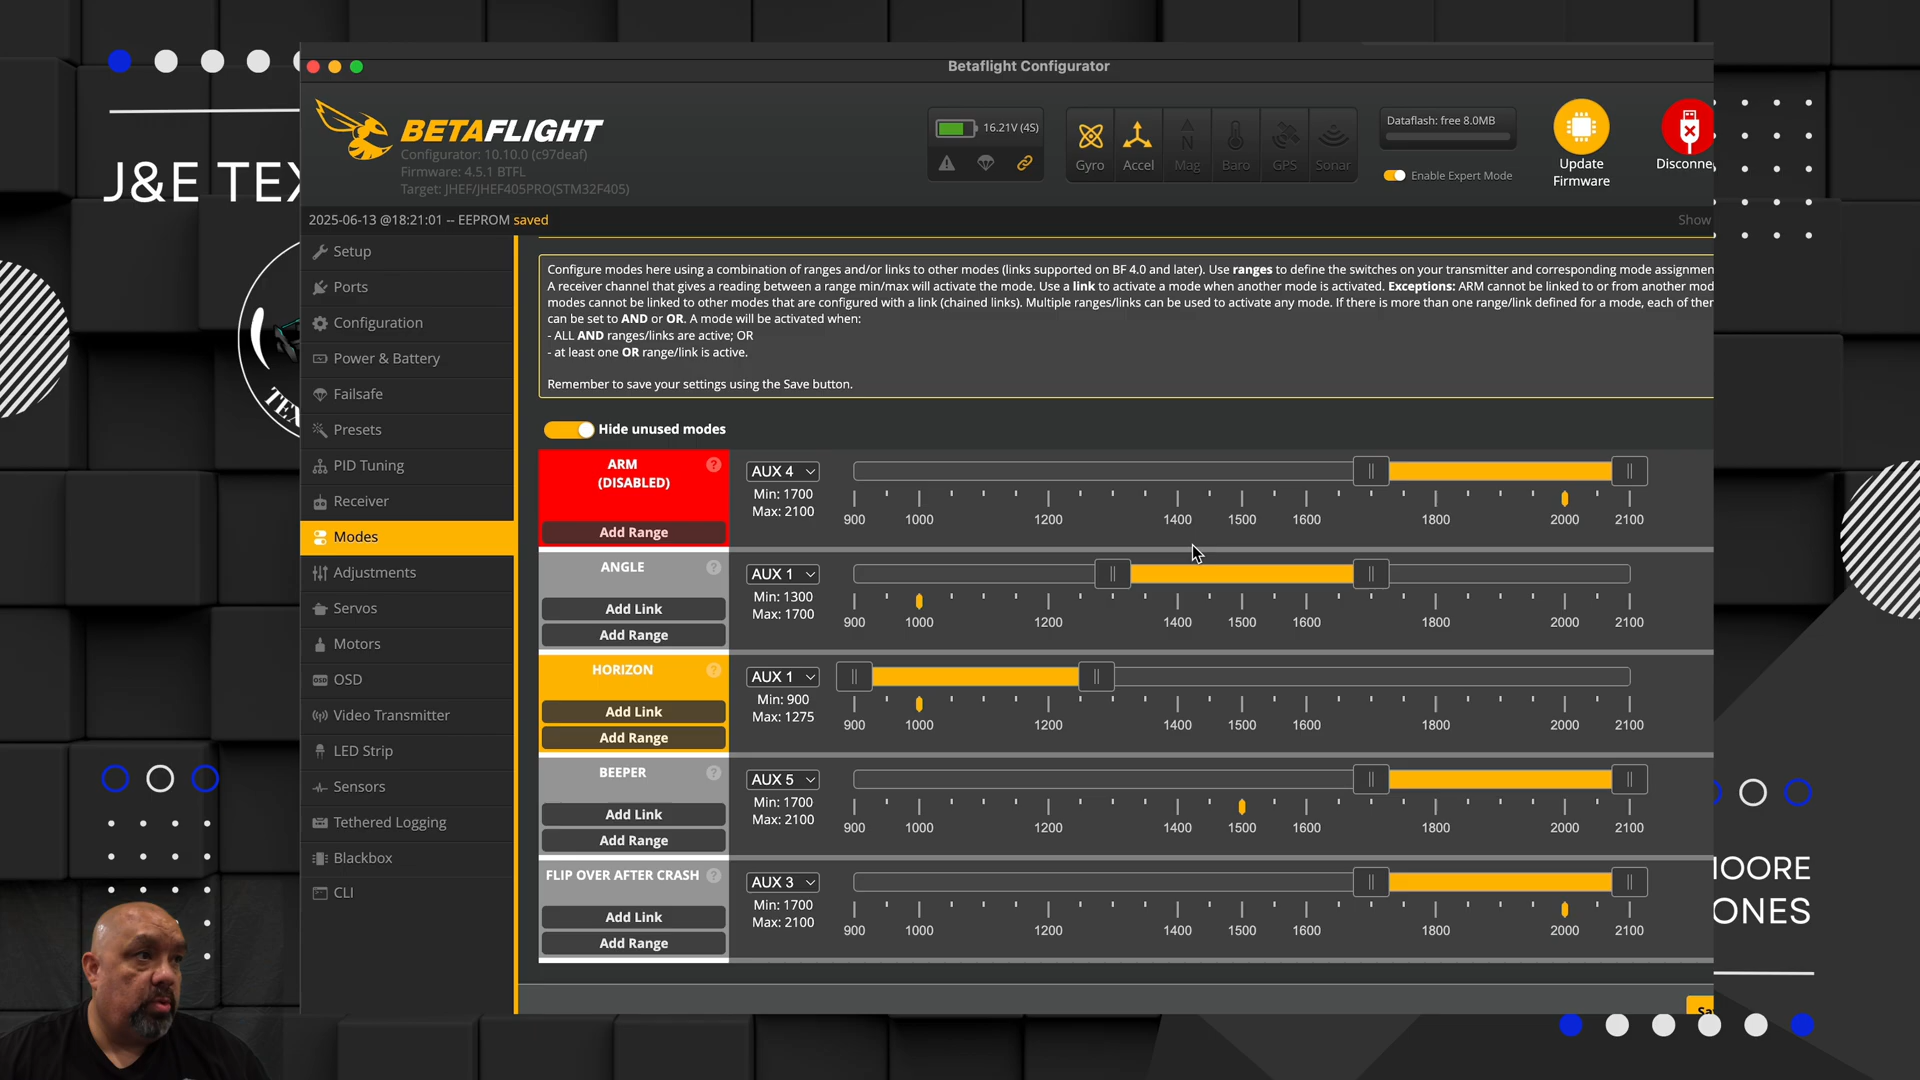 Betaflight Configurator
BETAFLIGHT
Configurator: 10.10.0 (c97deaf)
Firmware: 4.5.1 BTFL
Target: JHEF/JHEF405PRO(STM32F405)
16.21V (4S)
Gyro
Accel
Mag
Baro
GPS
Sonar
Dataflash: free 8.0MB
Enable Expert Mode
Update
Firmware
Disconne
J&E TEX
2025-06-13 @18:21:01 -- EEPROM saved
Show
Setup
Ports
Configuration
Power & Battery
Failsafe
Presets
PID Tuning
Receiver
Modes
Adjustments
Servos
Motors
OSD
Video Transmitter
LED Strip
Sensors
Tethered Logging
Blackbox
CLI
TEX
Configure modes here using a combination of ranges and/or links to other modes (links supported on BF 4.0 and later). Use ranges to define the switches on your transmitter and corresponding mode assignmen
A receiver channel that gives a reading between a range min/max will activate the mode. Use a link to activate a mode when another mode is activated. Exceptions: ARM cannot be linked to or from another mod
modes cannot be linked to other modes that are configured with a link (chained links). Multiple ranges/links can be used to activate any mode. If there is more than one range/link defined for a mode, each of ther
can be set to AND or OR. A mode will be activated when:
- ALL AND ranges/links are active; OR
- at least one OR range/link is active.
Remember to save your settings using the Save button.
Hide unused modes
ARM
(DISABLED)
Add Range
AUX 4
Min: 1700
Max: 2100
900 1000 1200 1400 1500 1600 1800 2000 2100
ANGLE
Add Link
Add Range
AUX 1
Min: 1300
Max: 1700
900 1000 1200 1400 1500 1600 1800 2000 2100
HORIZON
Add Link
Add Range
AUX 1
Min: 900
Max: 1275
900 1000 1200 1400 1500 1600 1800 2000 2100
BEEPER
Add Link
Add Range
AUX 5
Min: 1700
Max: 2100
900 1000 1200 1400 1500 1600 1800 2000 2100
FLIP OVER AFTER CRASH
Add Link
Add Range
AUX 3
Min: 1700
Max: 2100
900 1000 1200 1400 1500 1600 1800 2000 2100
Sa
OORE
ONES